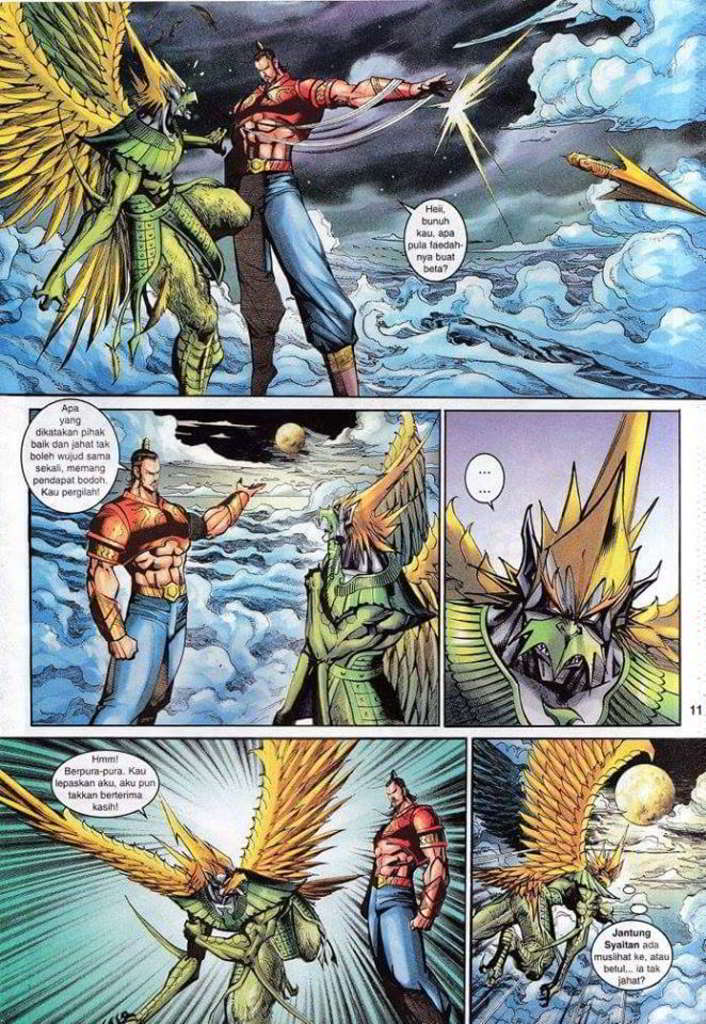 Heii,
bunuh
kau, apa
pula faedah-
nya buat
beta?
Apa
yang
dikatakan pihak
baik dan jahat tak
boleh wujud sama
sekali, memang
pendapat bodoh.
Kau pergilah!
...
...
11
Hmm!
Berpura-pura. Kau
lepaskan aku, aku pun
takkan berterima
kasih!
Jantung
Syaitan ada
muslihat ke, atau
betul... ia tak
jahat?